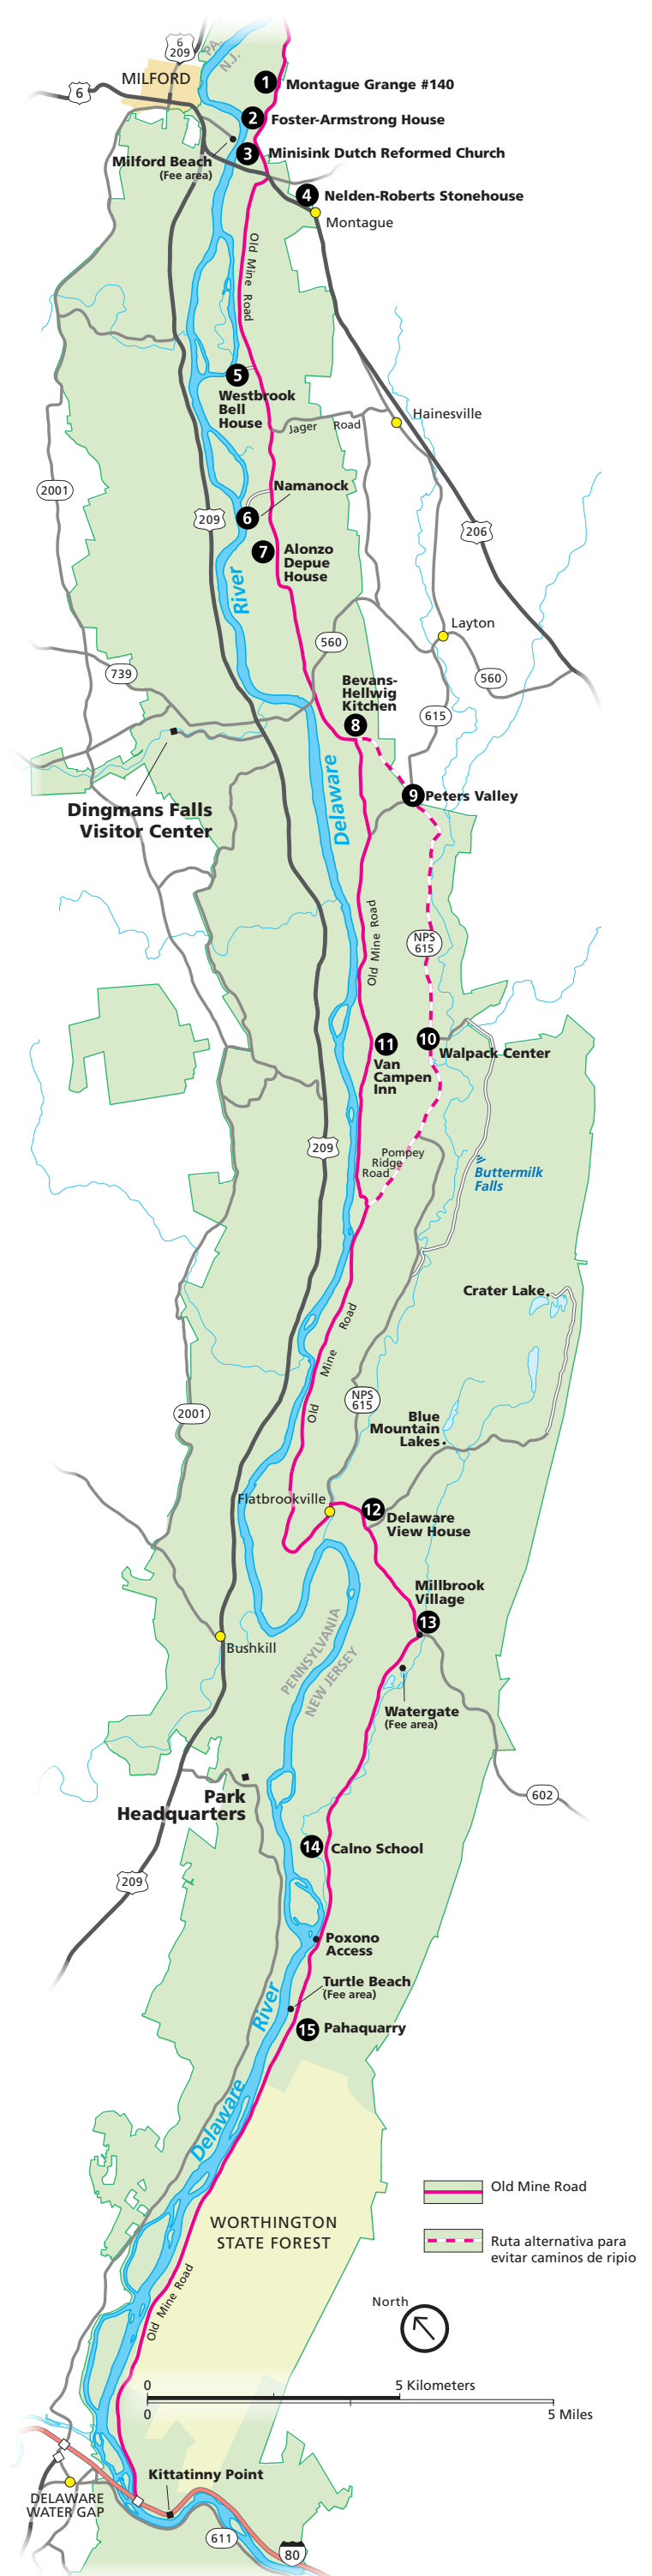 6
209
PA.
N.J.
MILFORD
6
1 Montague Grange #140
2 Foster-Armstrong House
3 Minisink Dutch Reformed Church
Milford Beach
(Fee area)
4 Nelden-Roberts Stonehouse
Montague
Old Mine Road
5
Westbrook
Bell
House
Hainesville
Jager Road
2001
209
Namanock
6
206
7 Alonzo
Depue
House
River
Layton
560
560
739
Bevans-
Hellwig
Kitchen
8
615
Delaware
9 Peters Valley
Dingmans Falls
Visitor Center
Old Mine Road
NPS
615
10
Walpack Center
11
Van
Campen
Inn
209
Pompey
Ridge
Road
Buttermilk
Falls
Crater Lake
Old Mine Road
NPS
615
2001
Blue
Mountain
Lakes
Flatbrookville
12
Delaware
View House
Millbrook
Village
13
Bushkill
PENNSYLVANIA
NEW JERSEY
Watergate
(Fee area)
Park
Headquarters
602
14 Calno School
209
Poxono
Access
Turtle Beach
(Fee area)
River
15 Pahaquarry
Delaware
Old Mine Road
WORTHINGTON
STATE FOREST
Ruta alternativa para
evitar caminos de ripio
Old Mine Road
North
0
5 Kilometers
0
5 Miles
Kittatinny Point
DELAWARE
WATER GAP
611
80